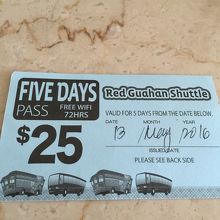 FIVE DAYS
PASS
FREE WIFI
72HRS
$25
Red Guahan Shuttle
VALID FOR 5 DAYS FROM THE DATE BELOW.
DATE MONTH YEAR
13 May 2016
ISSUED DATE
PLEASE SEE BACK SIDE